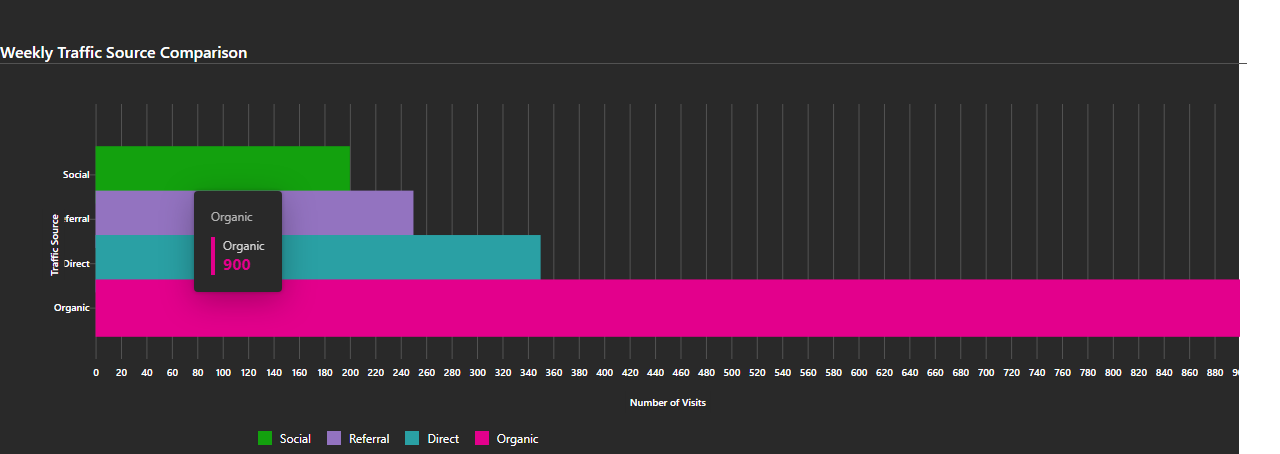 Weekly Traffic Source Comparison
Social
ferral
Direct
Organic
Traffic Source
Organic
Organic
900
0 20 40 60 80 100 120 140 160 180 200 220 240 260 280 300 320 340 360 380 400 420 440 460 480 500 520 540 560 580 600 620 640 660 680 700 720 740 760 780 800 820 840 860 880
Number of Visits
Social Referral Direct Organic